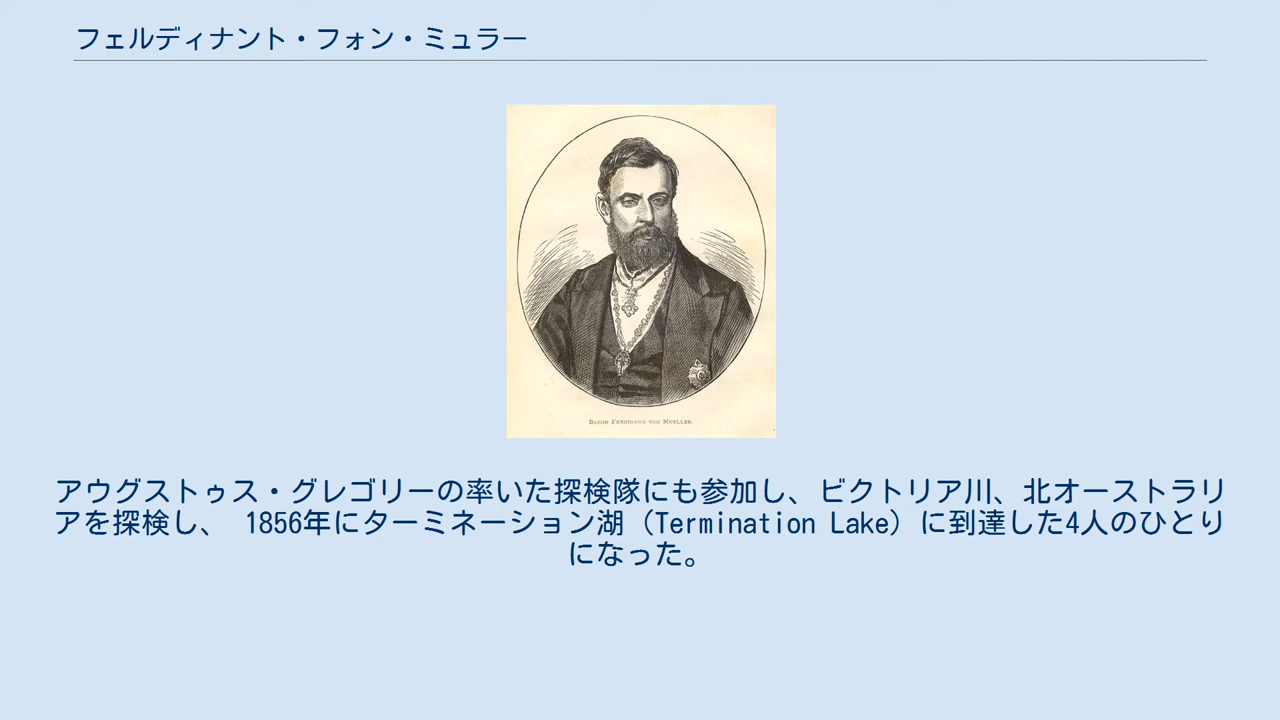 フェルディナント・フォン・ミュラー
BARON FERDINAND VON MUELLER.
アウグストゥス・グレゴリーの率いた探検隊にも参加し、ビクトリア川、北オーストラリ
アを探検し、 1856年にターミネーション湖（Termination Lake）に到達した4人のひとり
になった。